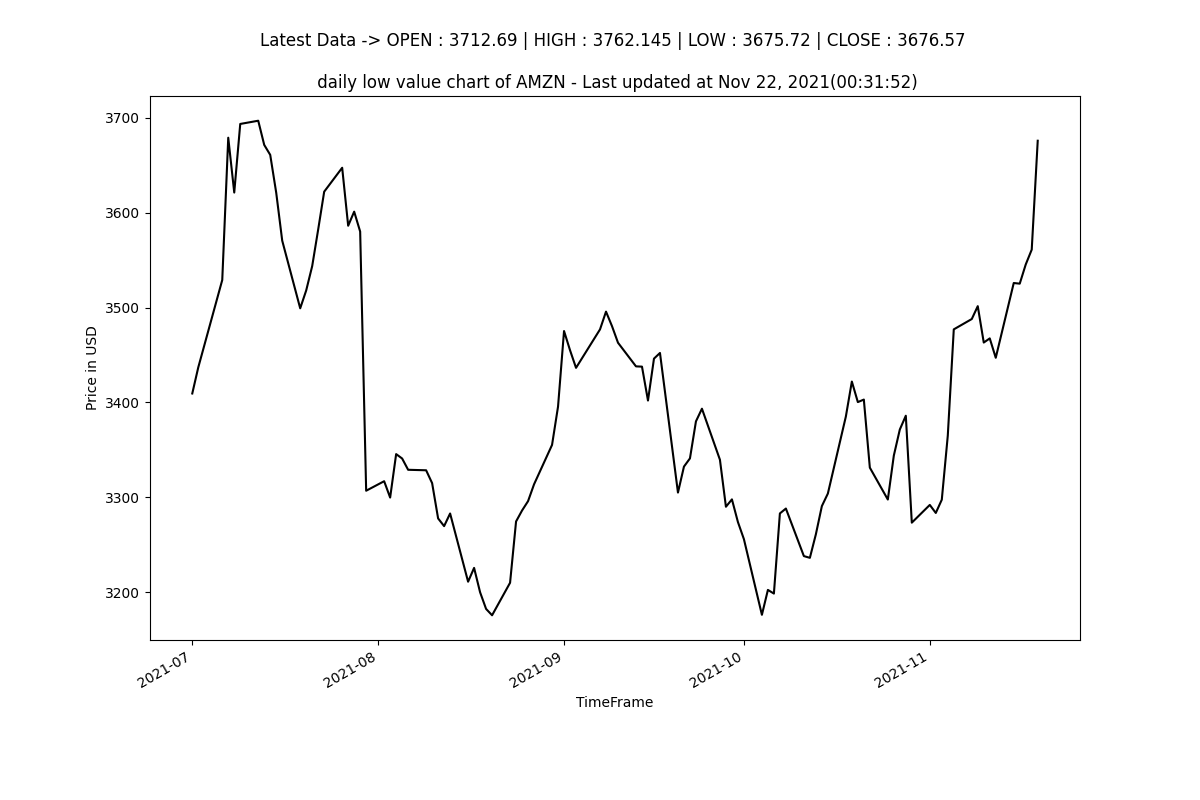 Latest Data -> OPEN : 3712.69 | HIGH : 3762.145 | LOW : 3675.72 | CLOSE : 3676.57
daily low value chart of AMZN - Last updated at Nov 22, 2021(00:31:52)
3700
3600
3500
3400
3300
3200
Price in USD
2021-07
2021-08
2021-09
2021-10
2021-11
TimeFrame